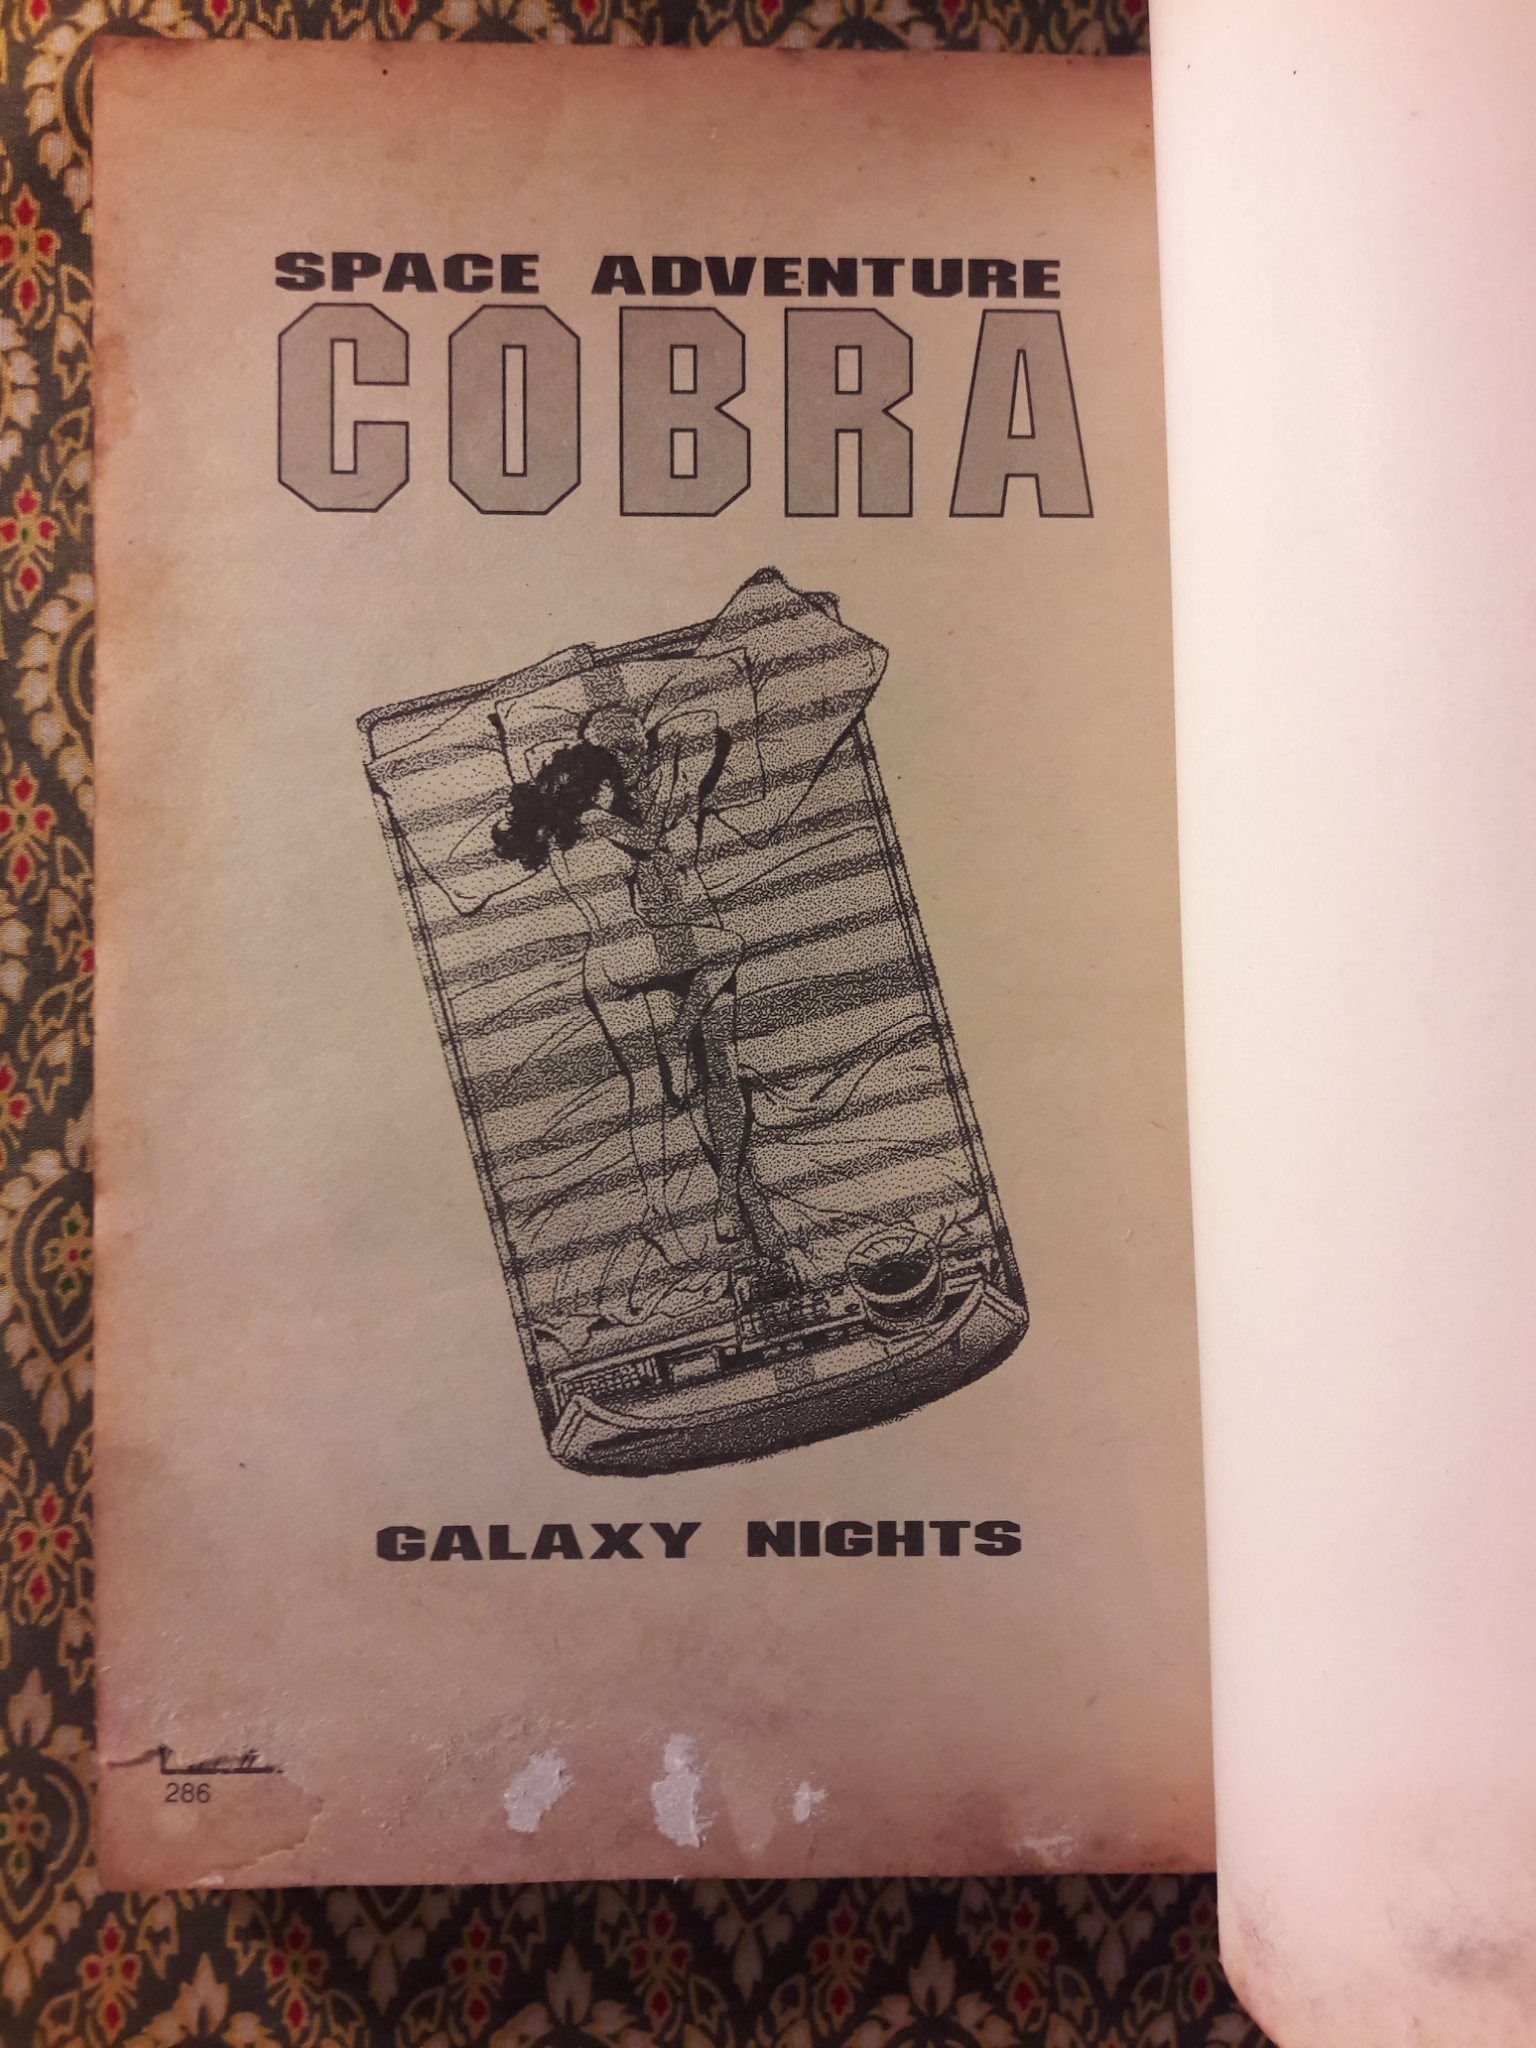 SPACE ADVENTURE
COBRA
GALAXY NIGHTS
286